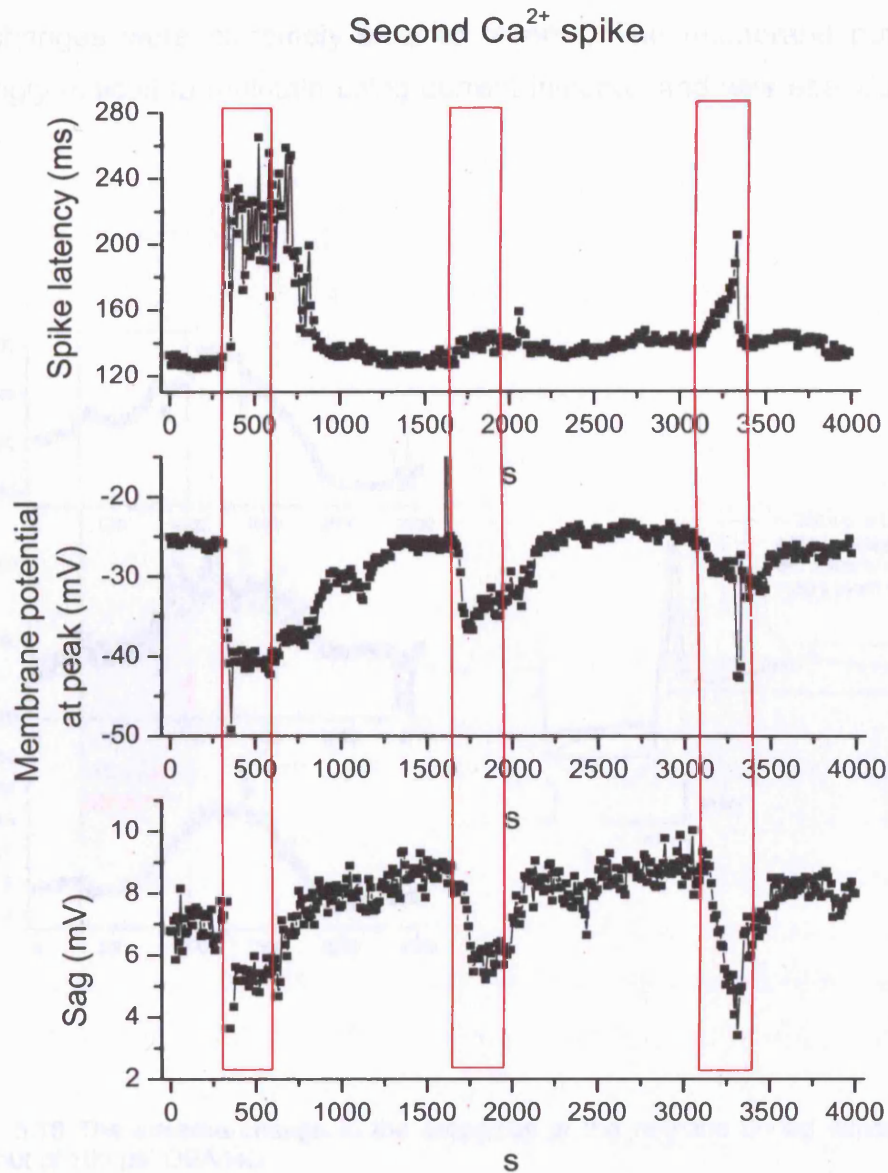 Second Ca²⁺ spike
Spike latency (ms)
280
240
200
160
120
0 500 1000 1500 2000 2500 3000 3500 4000
s
Membrane potential
at peak (mV)
-20
-30
-40
-50
0 500 1000 1500 2000 2500 3000 3500 4000
s
Sag (mV)
10
8
6
4
2
0 500 1000 1500 2000 2500 3000 3500 4000
s